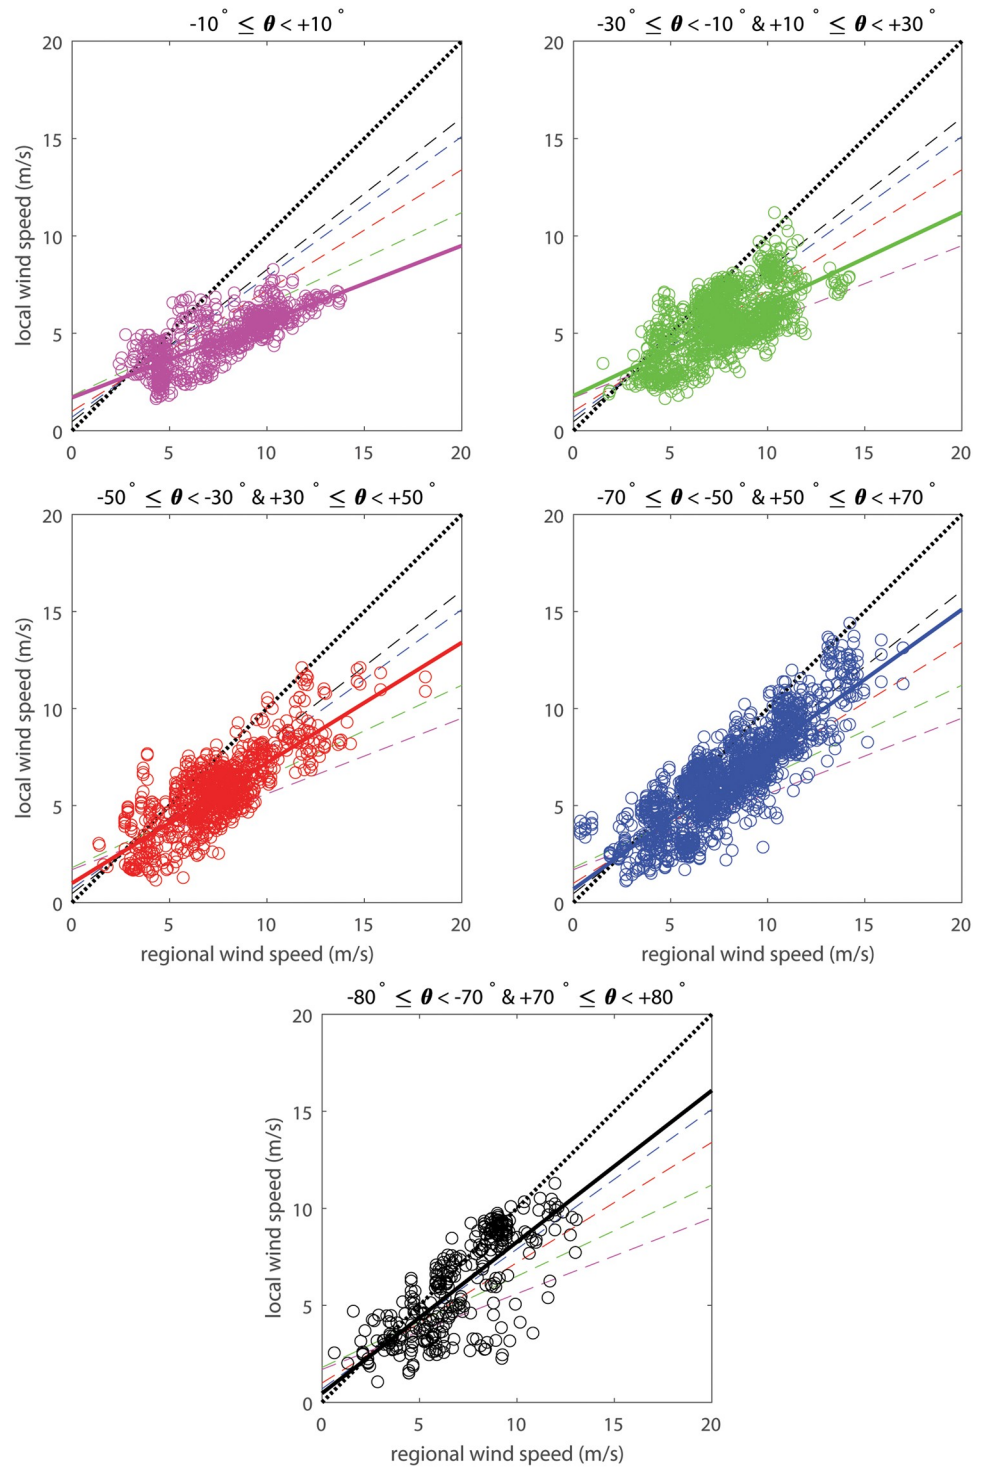 -10° ≤ θ < +10°
-30° ≤ θ < -10° & +10° ≤ θ < +30°
20
15
10
5
0
local wind speed (m/s)
0 5 10 15 20
20
15
10
5
0
0 5 10 15 20
-50° ≤ θ < -30° & +30° ≤ θ < +50°
-70° ≤ θ < -50° & +50° ≤ θ < +70°
20
15
10
5
0
local wind speed (m/s)
0 5 10 15 20
regional wind speed (m/s)
20
15
10
5
0
0 5 10 15 20
regional wind speed (m/s)
-80° ≤ θ < -70° & +70° ≤ θ < +80°
20
15
10
5
0
local wind speed (m/s)
0 5 10 15 20
regional wind speed (m/s)